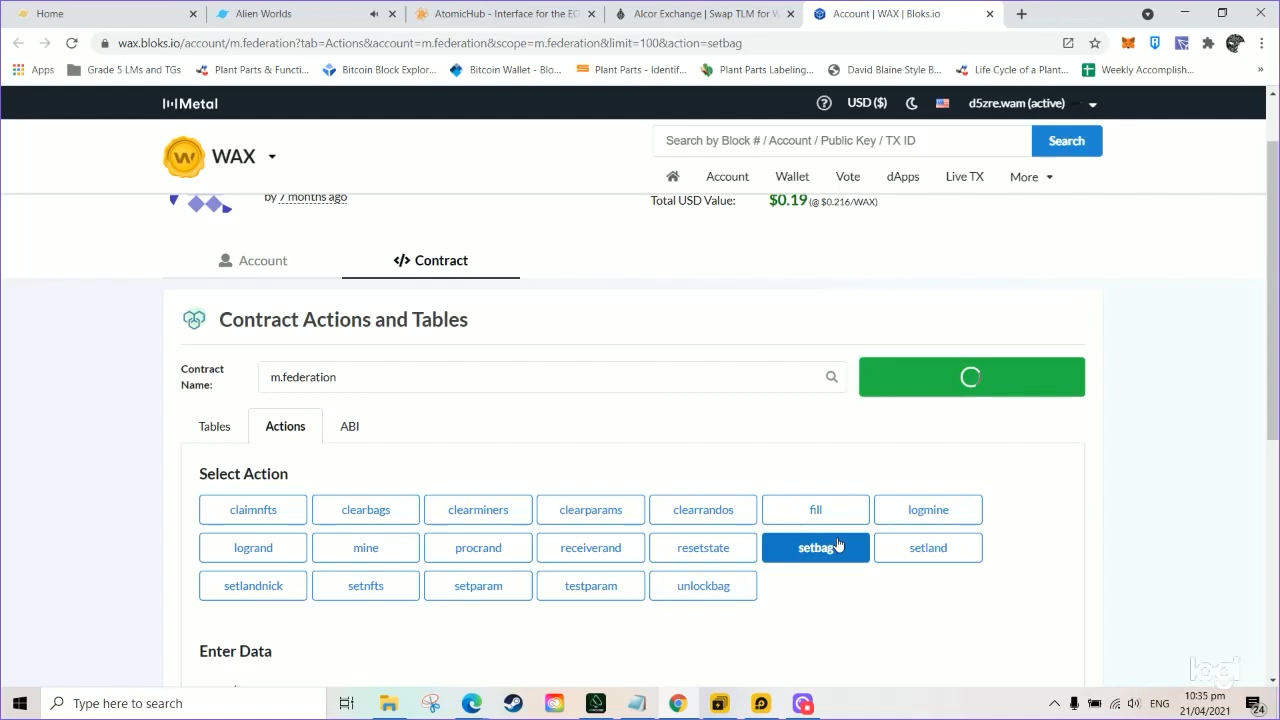 Home
Alien Worlds
AtomicHub - Interface for the EO
Alcor Exchange | Swap TLM for W
Account | WAX | Bloks.io
wax.bloks.io/account/m.federation?tab=Actions&account=m.federation&scope=m.federation&limit=100&action=setbag
Apps
Grade 5 LMs and TGs
Plant Parts & Functi...
Bitcoin Block Explor...
Bitcoin Wallet - Blo...
Plant Parts - Identif...
Plant Parts Labeling...
David Blaine Style B...
Life Cycle of a Plant...
Weekly Accomplish...
Metal
USD ($)
d5zre.wam (active)
WAX
Search by Block # / Account / Public Key / TX ID
Search
Account
Wallet
Vote
dApps
Live TX
More
by 7 months ago
Total USD Value:
$0.19 (@ $0.216/WAX)
Account
</> Contract
Contract Actions and Tables
Contract
Name:
m.federation
Tables
Actions
ABI
Select Action
claimnfts
clearbags
clearminers
clearparams
clearrandos
fill
logmine
logrand
mine
procrand
receiverand
resetstate
setbag
setland
setlandnick
setnfts
setparam
testparam
unlockbag
Enter Data
logi
Type here to search
ENG
10:35 pm
21/04/2021
24